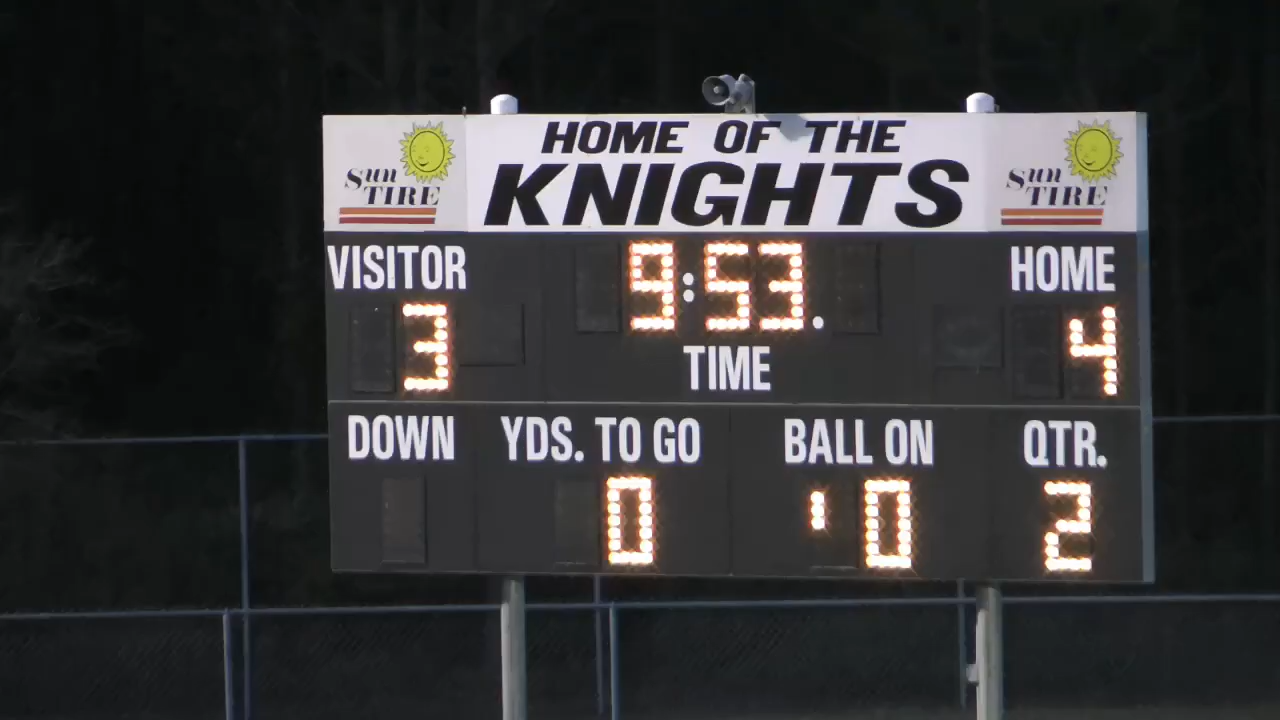 HOME OF THE
KNIGHTS
Sun
TIRE
Sun
TIRE
VISITOR
9:53.
HOME
3
TIME
4
DOWN
YDS. TO GO
BALL ON
QTR.
0
0
2